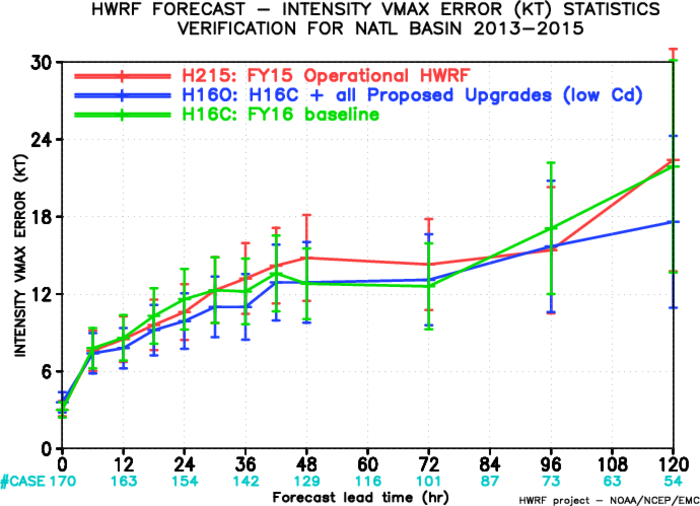 HWRF FORECAST – INTENSITY VMAX ERROR (KT) STATISTICS
VERIFICATION FOR NATL BASIN 2013–2015
H215: FY15 Operational HWRF
H16O: H16C + all Proposed Upgrades (low Cd)
H16C: FY16 baseline
INTENSITY VMAX ERROR (KT)
30
24
18
12
6
0
0 12 24 36 48 60 72 84 96 108 120
#CASE 170 163 154 142 129 116 101 87 73 63 54
Forecast lead time (hr)
HWRF project – NOAA/NCEP/EMC